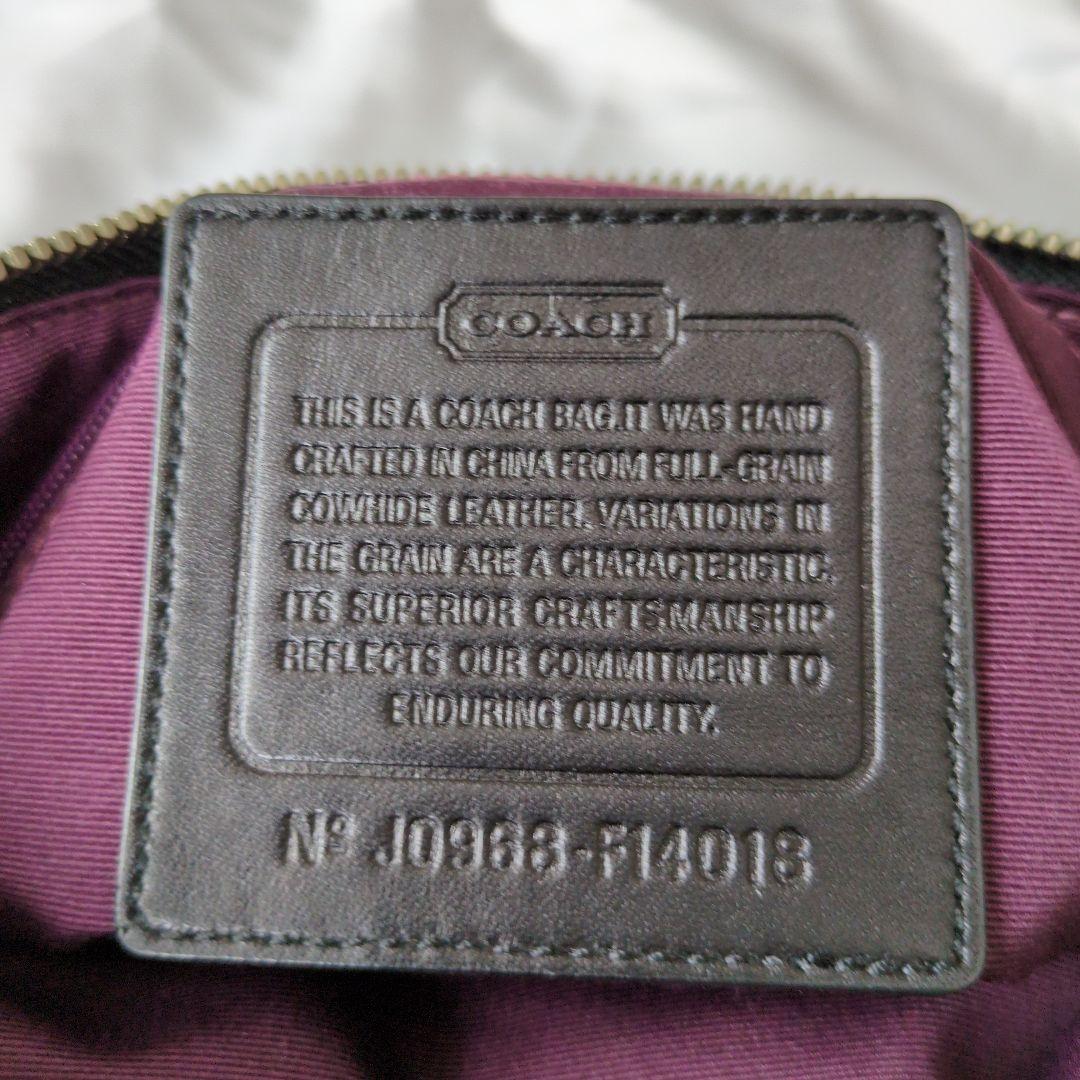 COACH
THIS IS A COACH BAG.IT WAS HAND
CRAFTED IN CHINA FROM FULL-GRAIN
COWHIDE LEATHER. VARIATIONS IN
THE GRAIN ARE A CHARACTERISTIC.
ITS SUPERIOR CRAFTSMANSHIP
REFLECTS OUR COMMITMENT TO
ENDURING QUALITY.
Nº J0968-F14018